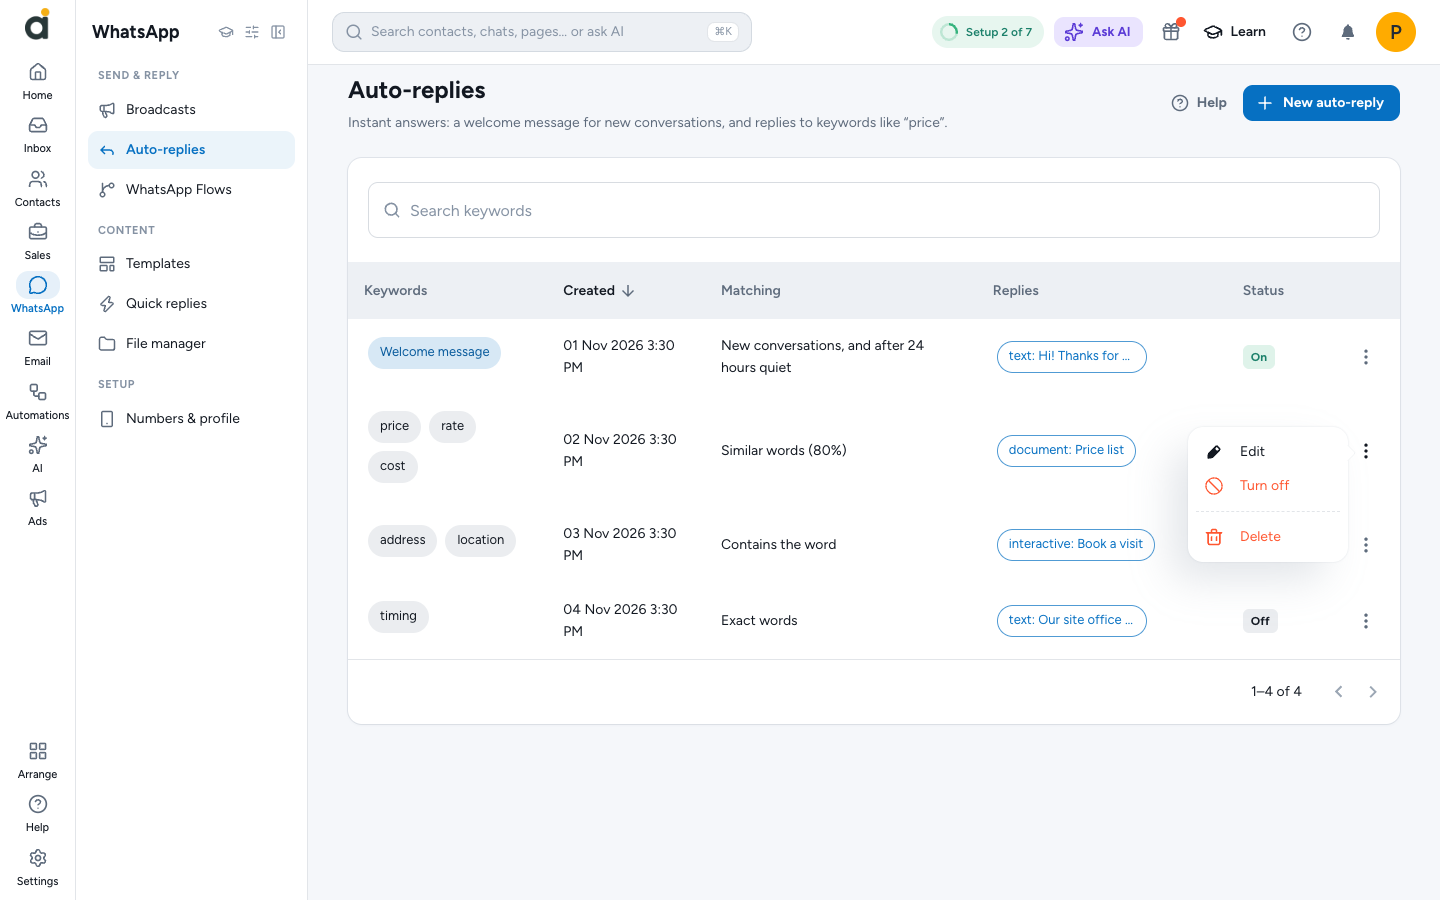 WhatsApp
Search contacts, chats, pages... or ask AI
⌘K
Setup 2 of 7
Ask AI
Learn
P
Home
Inbox
Contacts
Sales
WhatsApp
Email
Automations
AI
Ads
Arrange
Help
Settings
SEND & REPLY
Broadcasts
Auto-replies
WhatsApp Flows
CONTENT
Templates
Quick replies
File manager
SETUP
Numbers & profile
Auto-replies
Instant answers: a welcome message for new conversations, and replies to keywords like “price”.
Help
New auto-reply
Search keywords
Keywords
Created
Matching
Replies
Status
Welcome message
01 Nov 2026 3:30
PM
New conversations, and after 24
hours quiet
text: Hi! Thanks for ...
On
price
rate
cost
02 Nov 2026 3:30
PM
Similar words (80%)
document: Price list
Edit
Turn off
Delete
address
location
03 Nov 2026 3:30
PM
Contains the word
interactive: Book a visit
timing
04 Nov 2026 3:30
PM
Exact words
text: Our site office ...
Off
1–4 of 4